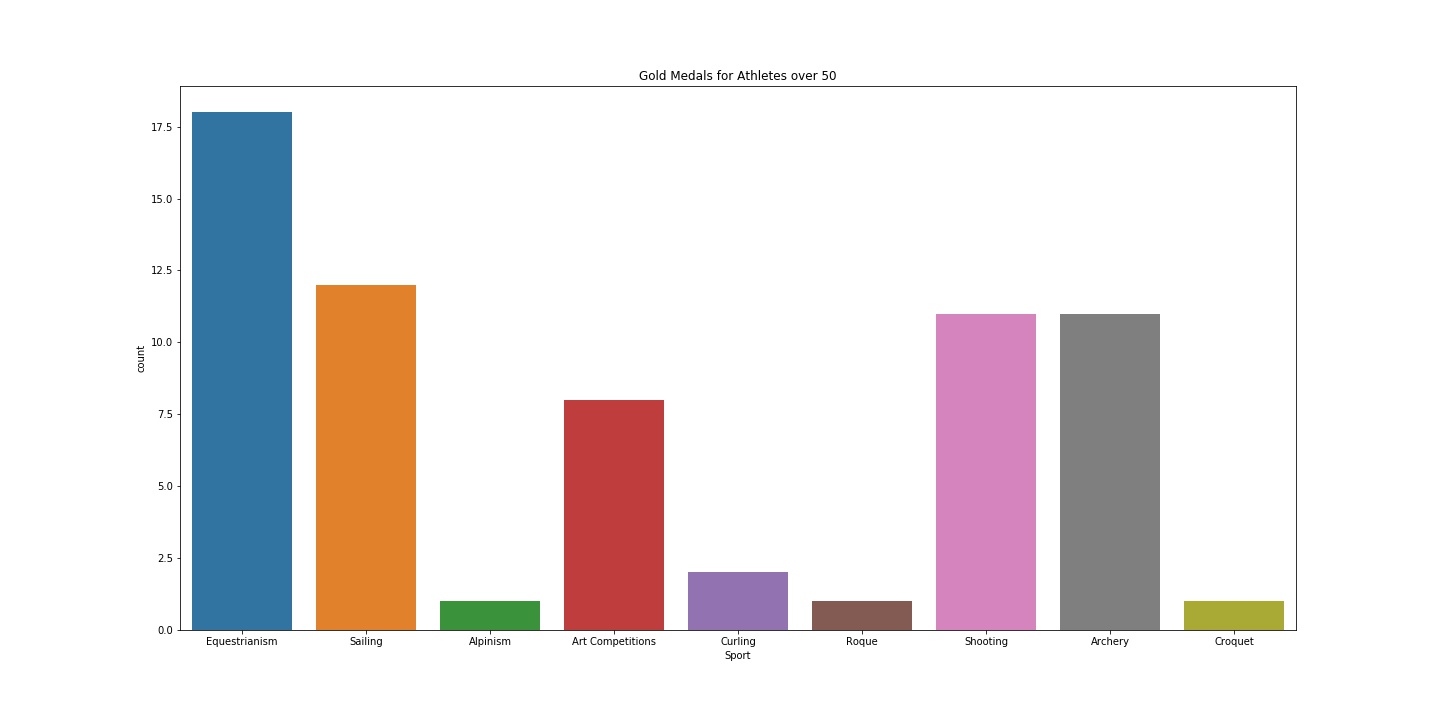 Gold Medals for Athletes over 50
17.5
15.0
12.5
10.0
7.5
5.0
2.5
0.0
count
Equestrianism Sailing Alpinism Art Competitions Curling Roque Shooting Archery Croquet
Sport